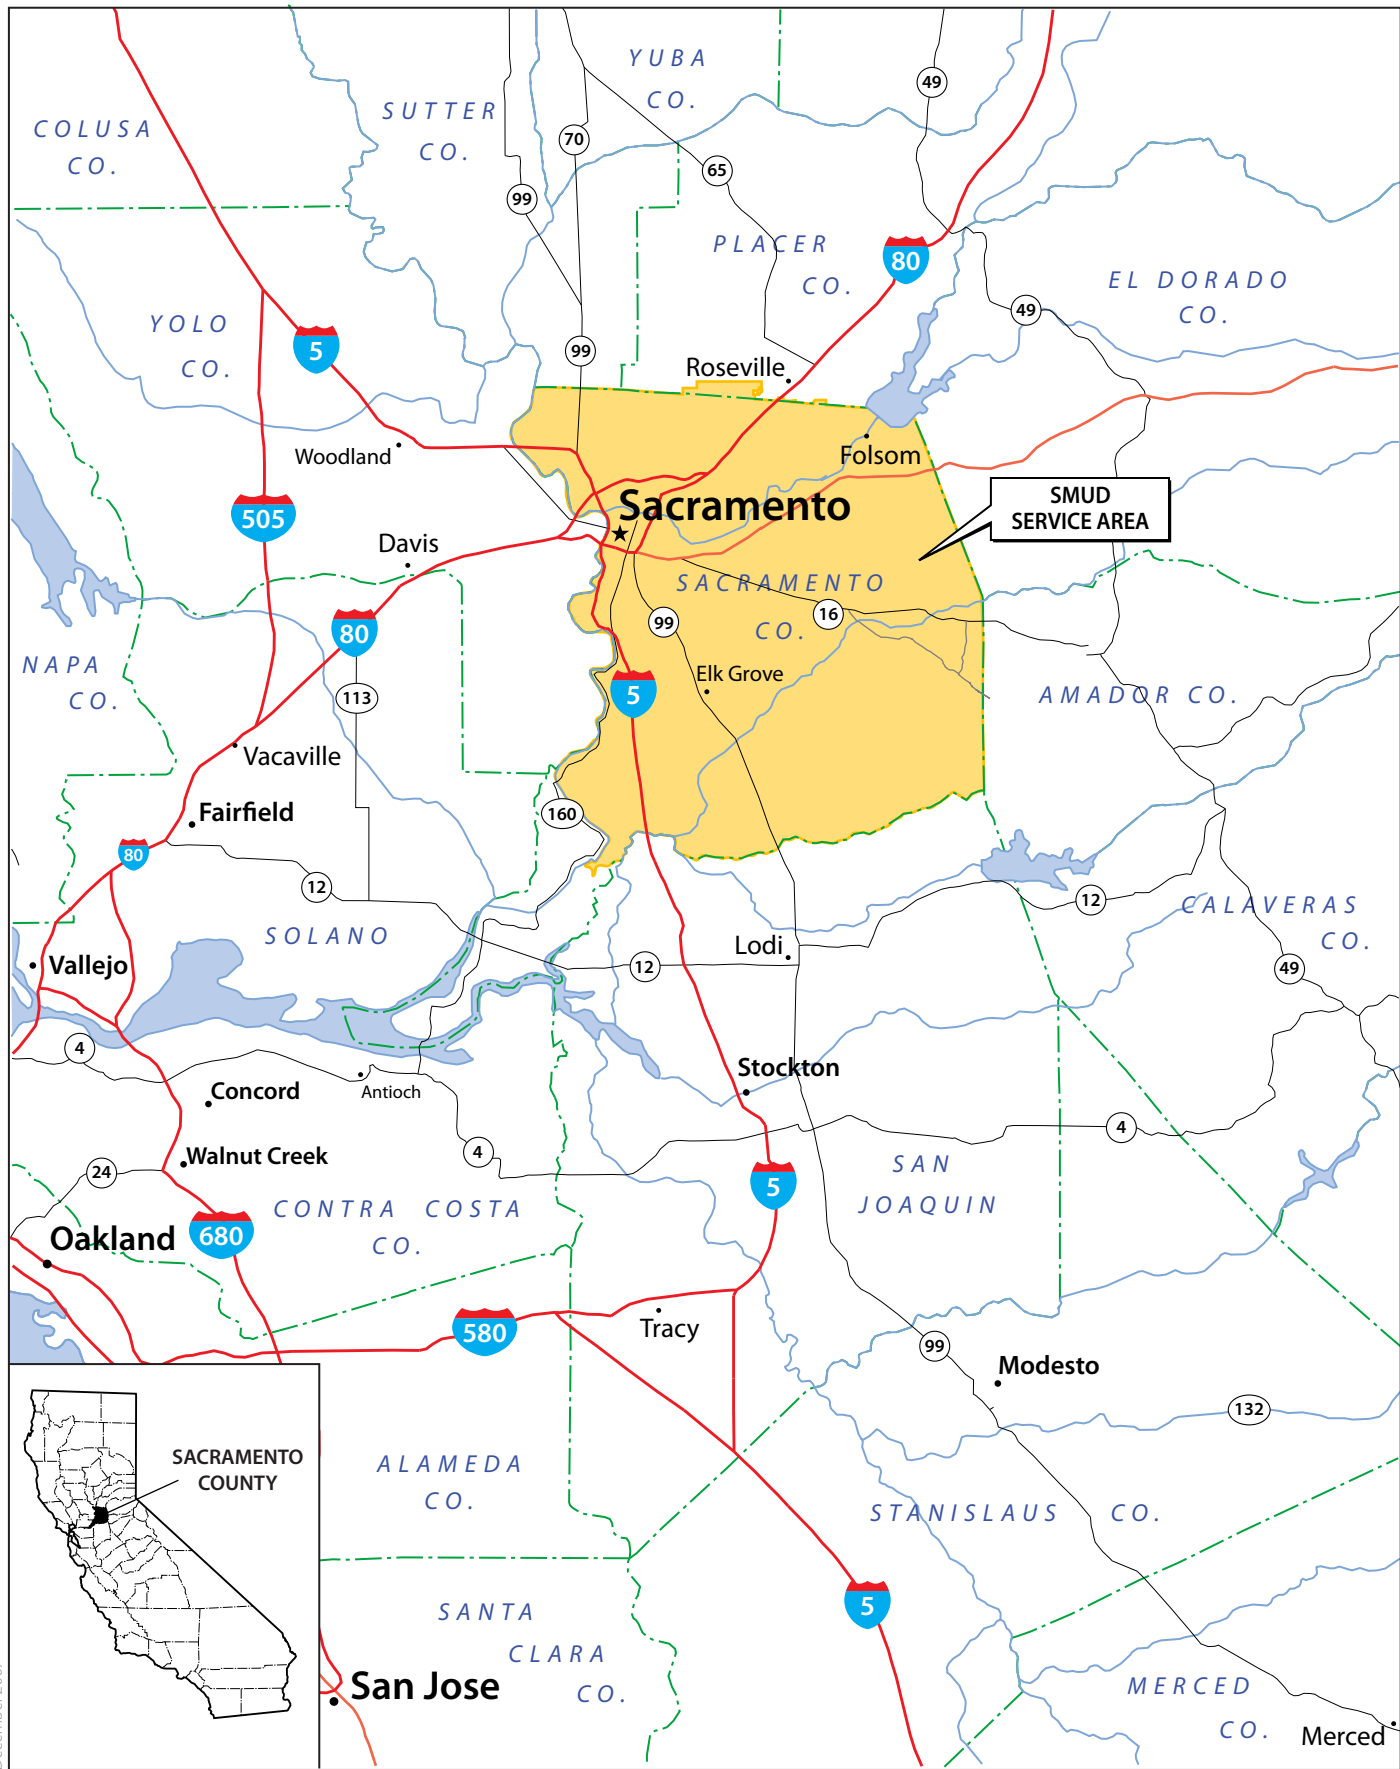 YUBA
CO.
49
SUTTER
CO.
COLUSA
CO.
70
65
99
PLACER
CO.
80
EL DORADO
CO.
49
YOLO
CO.
5
99
Roseville
Woodland
Folsom
SMUD
SERVICE AREA
505
Sacramento
Davis
SACRAMENTO
CO.
80
99
16
NAPA
CO.
113
5
Elk Grove
AMADOR CO.
Vacaville
160
Fairfield
80
12
12
CALAVERAS
CO.
SOLANO
Lodi
Vallejo
12
49
4
Stockton
Concord
Antioch
4
4
Walnut Creek
24
SAN
JOAQUIN
5
CONTRA COSTA
CO.
680
Oakland
580
Tracy
99
Modesto
132
SACRAMENTO
COUNTY
ALAMEDA
CO.
STANISLAUS CO.
5
SANTA
CLARA
CO.
San Jose
MERCED
CO.
Merced